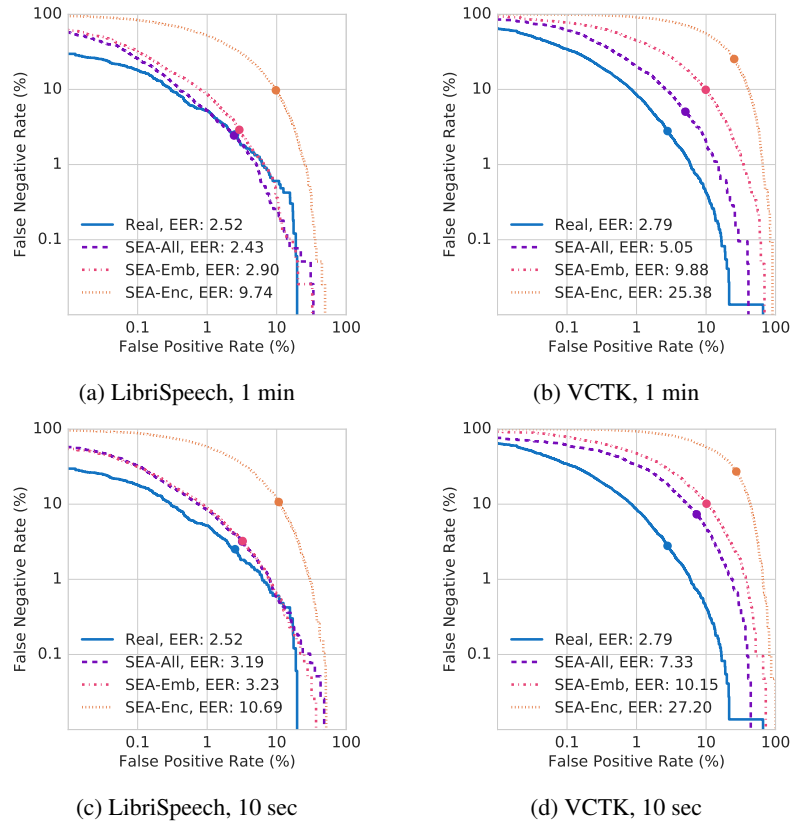 100
10
1
0.1
False Negative Rate (%)
Real, EER: 2.52
SEA-All, EER: 2.43
SEA-Emb, EER: 2.90
SEA-Enc, EER: 9.74
0.1 1 10 100
False Positive Rate (%)
(a) LibriSpeech, 1 min
100
10
1
0.1
False Negative Rate (%)
Real, EER: 2.79
SEA-All, EER: 5.05
SEA-Emb, EER: 9.88
SEA-Enc, EER: 25.38
0.1 1 10 100
False Positive Rate (%)
(b) VCTK, 1 min
100
10
1
0.1
False Negative Rate (%)
Real, EER: 2.52
SEA-All, EER: 3.19
SEA-Emb, EER: 3.23
SEA-Enc, EER: 10.69
0.1 1 10 100
False Positive Rate (%)
(c) LibriSpeech, 10 sec
100
10
1
0.1
False Negative Rate (%)
Real, EER: 2.79
SEA-All, EER: 7.33
SEA-Emb, EER: 10.15
SEA-Enc, EER: 27.20
0.1 1 10 100
False Positive Rate (%)
(d) VCTK, 10 sec